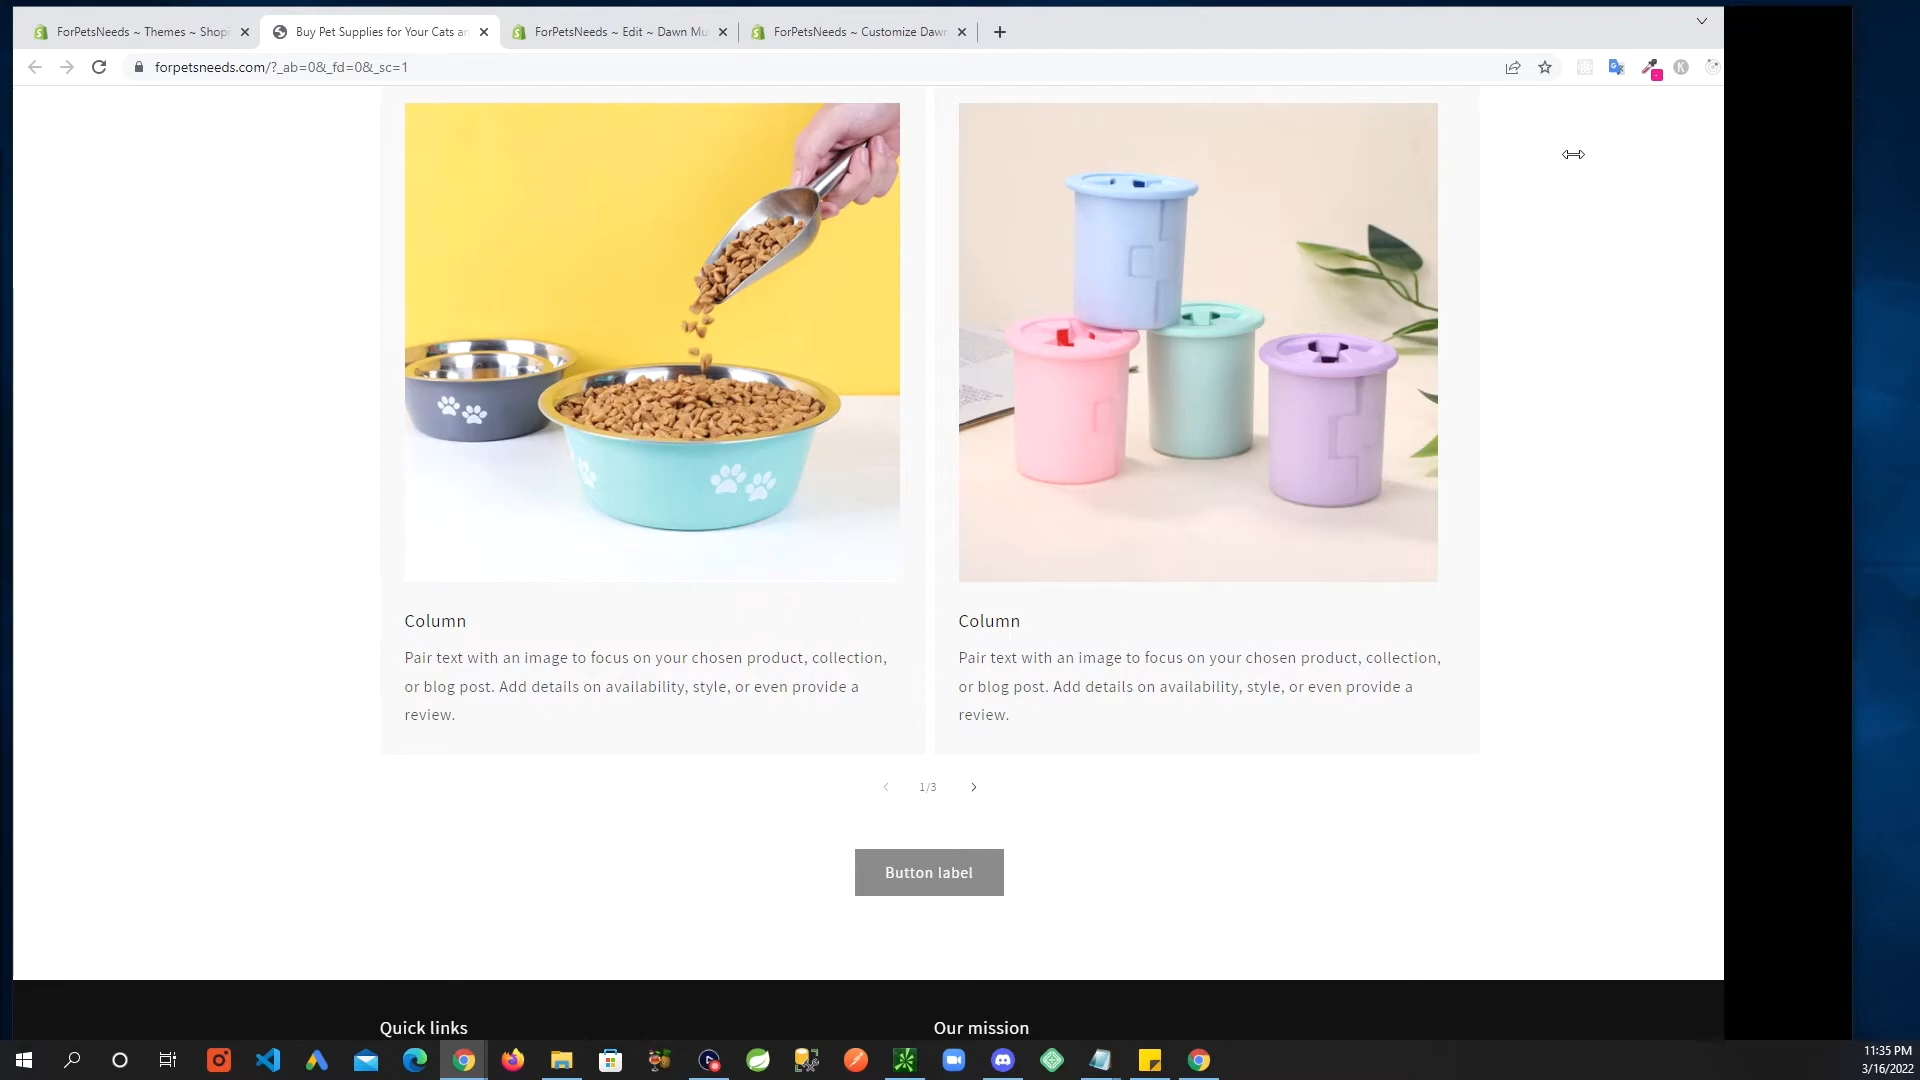 ForPetsNeeds ~ Themes ~ Shopi
Buy Pet Supplies for Your Cats an
ForPetsNeeds ~ Edit ~ Dawn Mul
ForPetsNeeds ~ Customize Dawn
forpetsneeds.com/?_ab=0&_fd=0&_sc=1
Column
Pair text with an image to focus on your chosen product, collection,
or blog post. Add details on availability, style, or even provide a
review.
Column
Pair text with an image to focus on your chosen product, collection,
or blog post. Add details on availability, style, or even provide a
review.
1/3
Button label
Quick links
Our mission
11:35 PM
3/16/2022